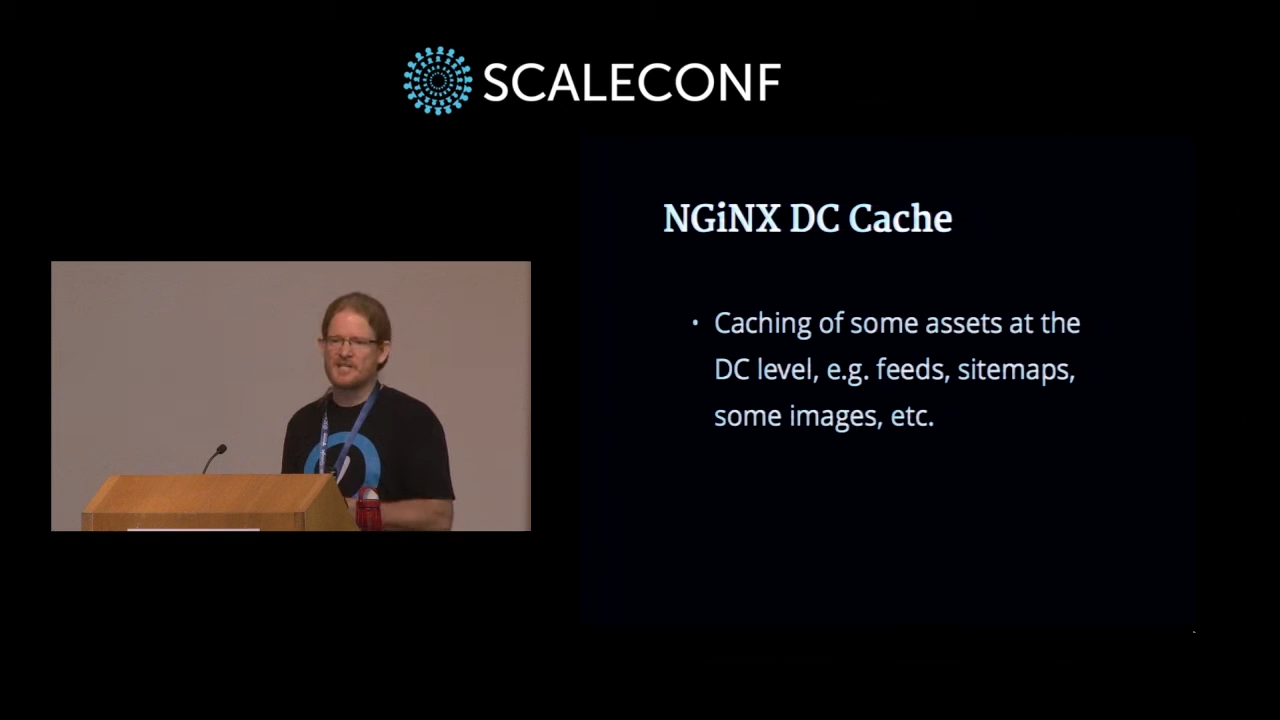 SCALECONF
NGiNX DC Cache
• Caching of some assets at the
DC level, e.g. feeds, sitemaps,
some images, etc.